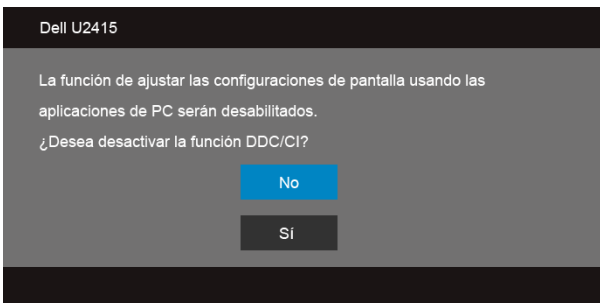 Dell U2415
La función de ajustar las configuraciones de pantalla usando las
aplicaciones de PC serán desabilitados.
¿Desea desactivar la función DDC/CI?
No
Sí